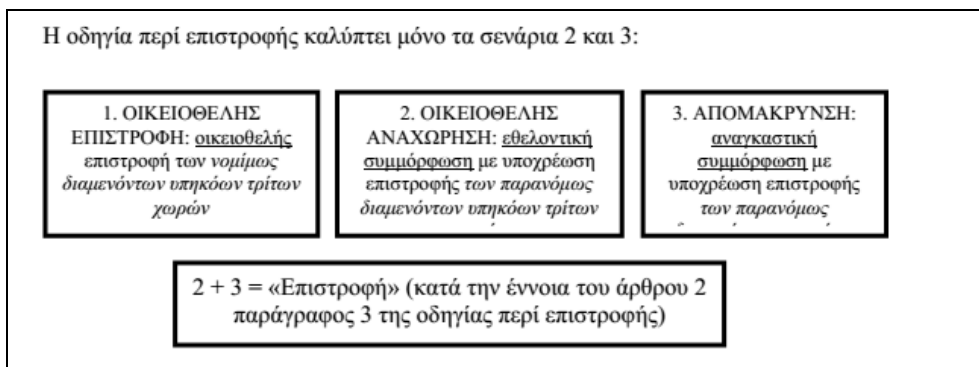 Η οδηγία περί επιστροφής καλύπτει μόνο τα σενάρια 2 και 3:
1. ΟΙΚΕΙΟΘΕΛΗΣ
ΕΠΙΣΤΡΟΦΗ: οικειοθελής
επιστροφή των νομίμως
διαμενόντων υπηκόων τρίτων
χωρών
2. ΟΙΚΕΙΟΘΕΛΗΣ
ΑΝΑΧΩΡΗΣΗ: εθελοντική
συμμόρφωση με υποχρέωση
επιστροφής των παρανόμως
διαμενόντων υπηκόων τρίτων
3. ΑΠΟΜΑΚΡΥΝΣΗ:
αναγκαστική
συμμόρφωση με
υποχρέωση επιστροφής
των παρανόμως
2 + 3 = «Επιστροφή» (κατά την έννοια του άρθρου 2
παράγραφος 3 της οδηγίας περί επιστροφής)